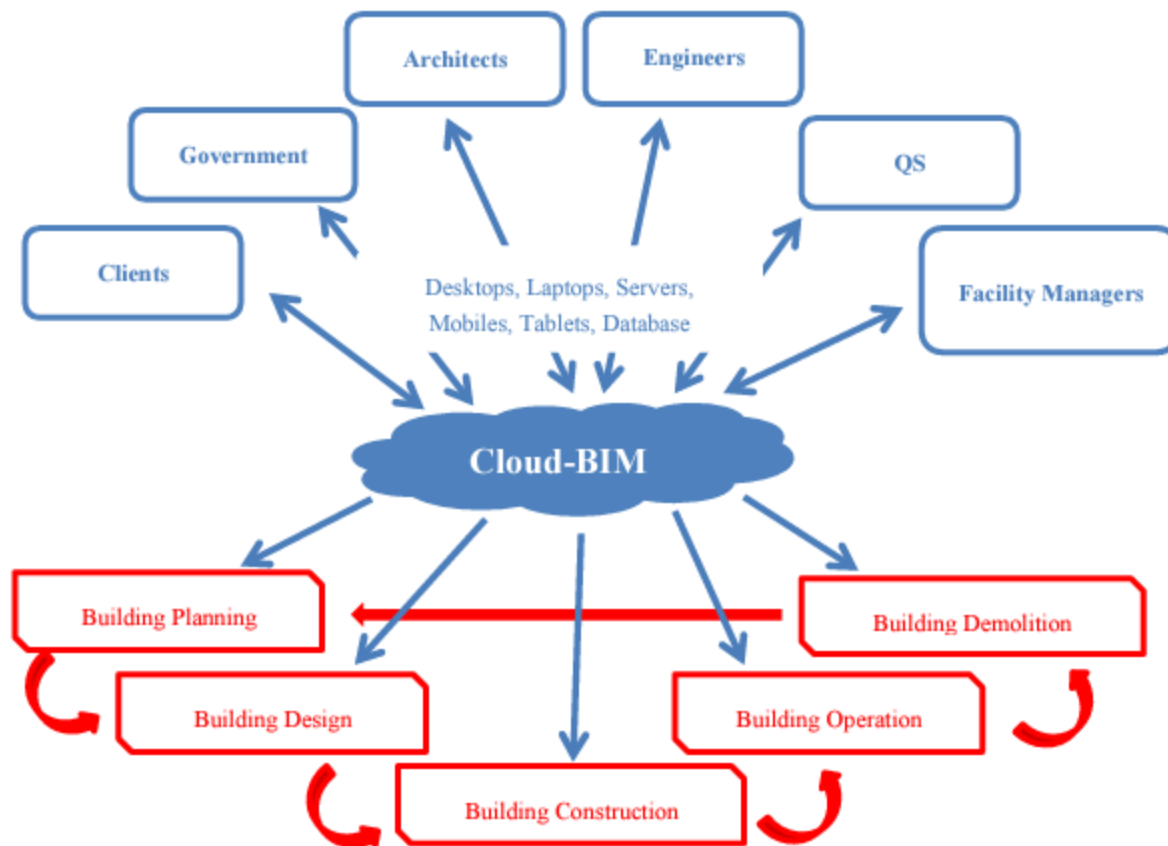 Architects
Engineers
Government
QS
Clients
Facility Managers
Desktops, Laptops, Servers,
Mobiles, Tablets, Database
Cloud-BIM
Building Planning
Building Demolition
Building Design
Building Operation
Building Construction